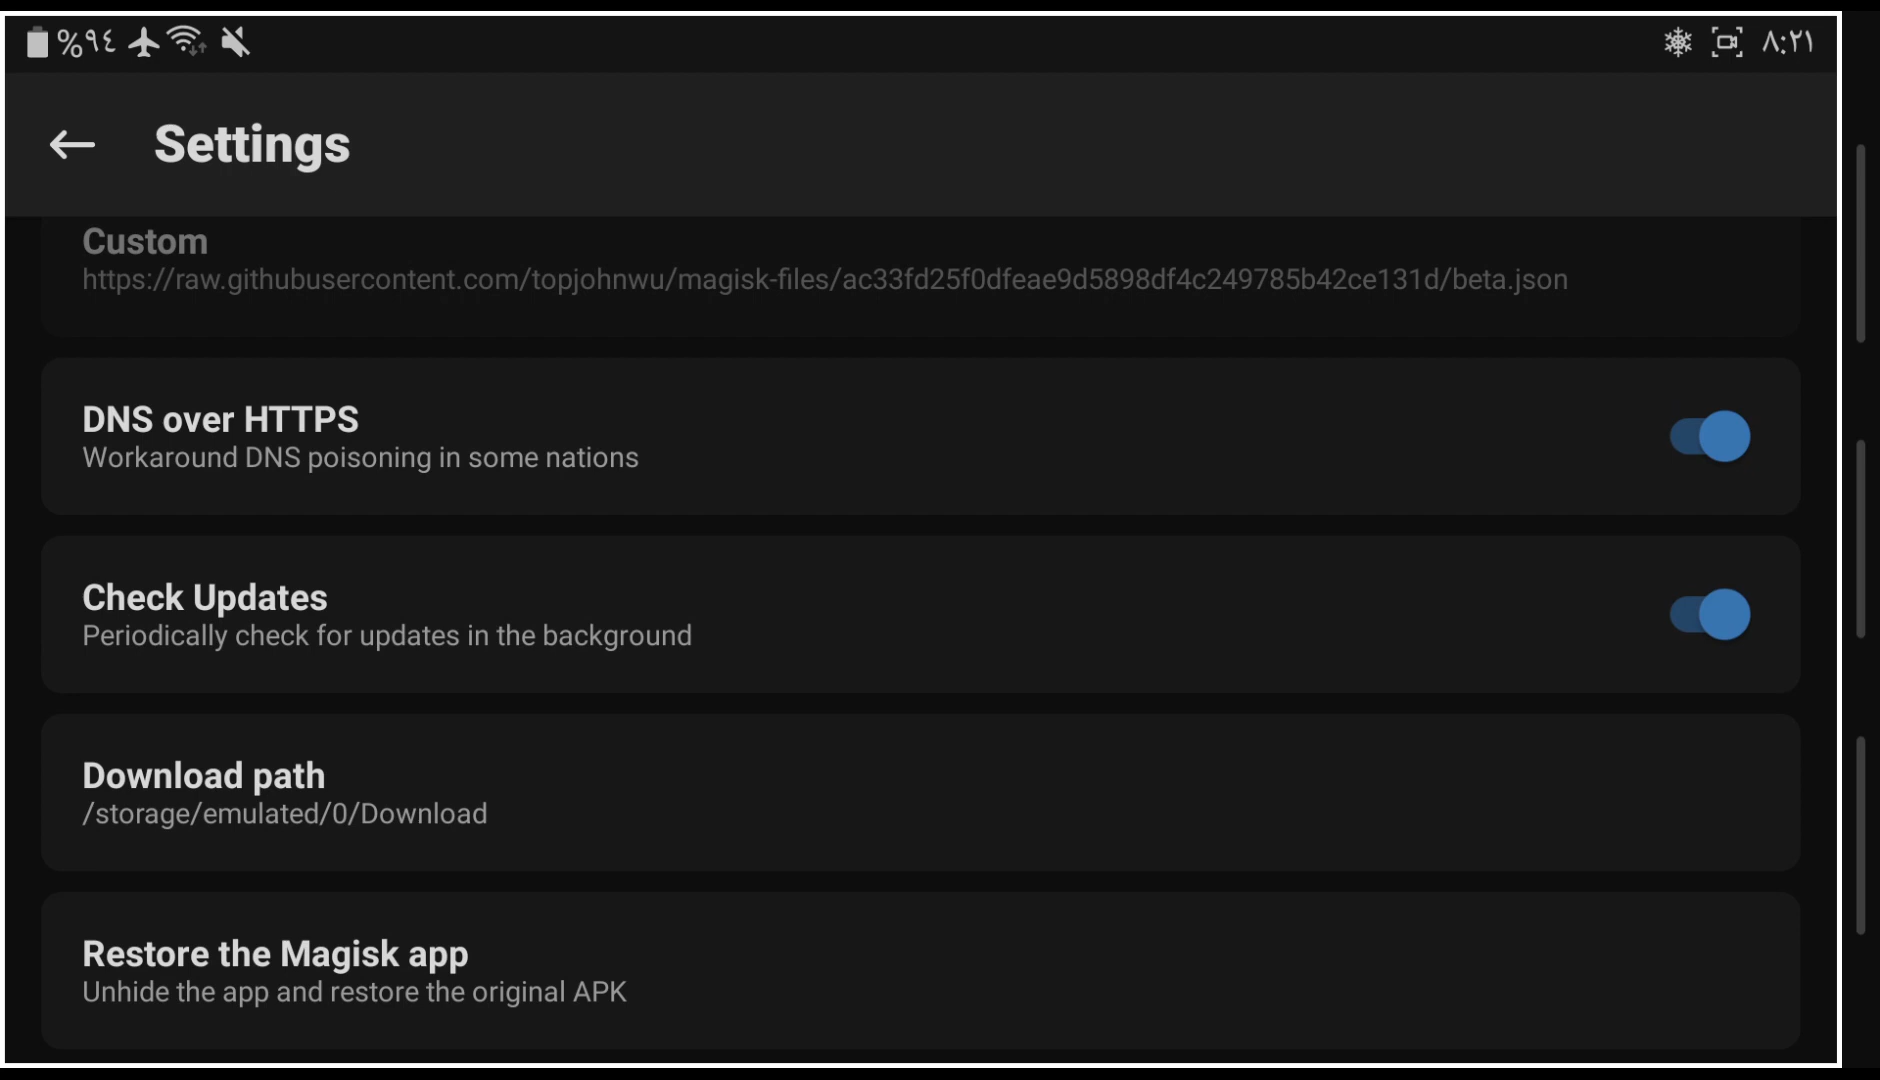 %٩٤
٨:٢١
Settings
Custom
https://raw.githubusercontent.com/topjohnwu/magisk-files/ac33fd25f0dfeae9d5898df4c249785b42ce131d/beta.json
DNS over HTTPS
Workaround DNS poisoning in some nations
Check Updates
Periodically check for updates in the background
Download path
/storage/emulated/0/Download
Restore the Magisk app
Unhide the app and restore the original APK